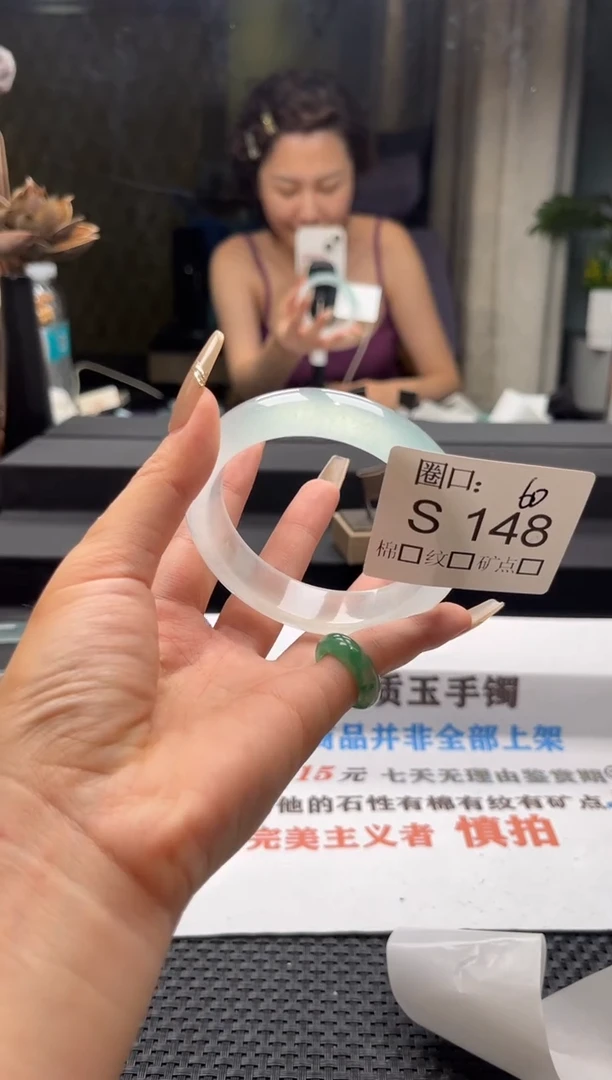 圈口: 60
S 148
棉□ 纹□ 矿点□
质玉手镯
商品并非全部上架
15元 七天无理由鉴赏期
他的石性有棉有纹有矿点
完美主义者 慎拍